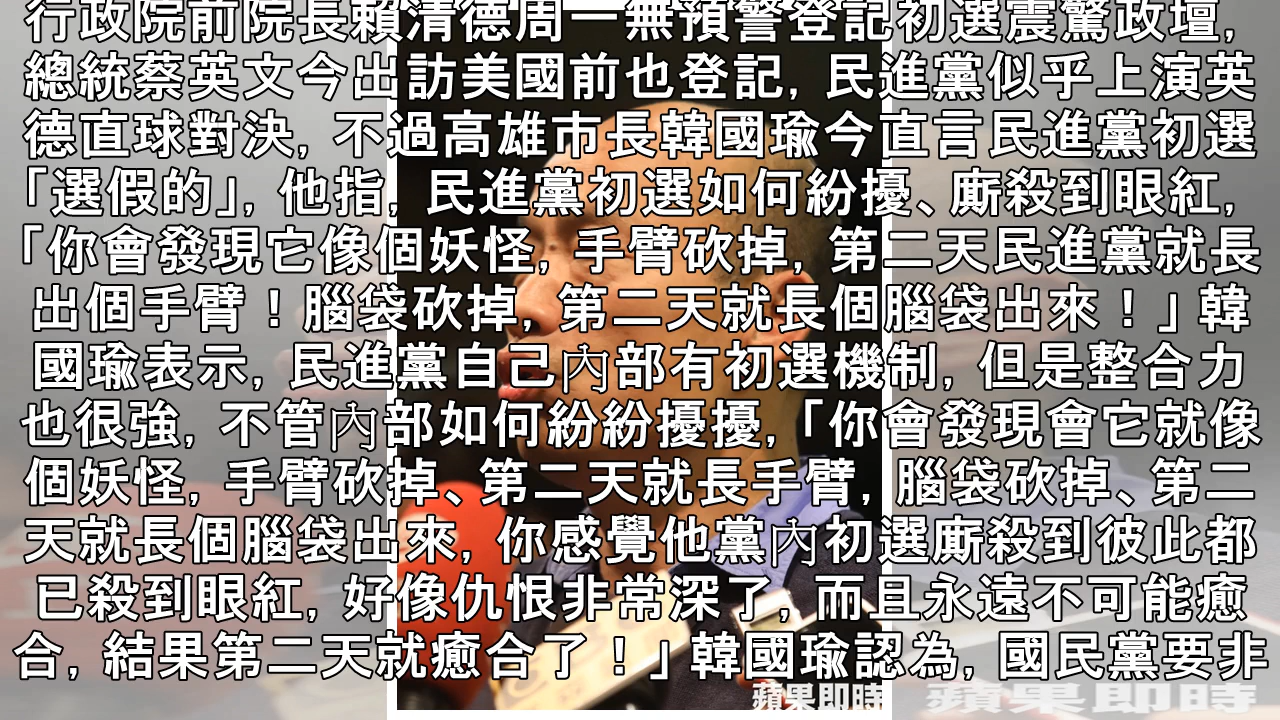 行政院前院長賴清德周一無預警登記初選震驚政壇,
總統蔡英文今出訪美國前也登記, 民進黨似乎上演英
德直球對決, 不過高雄市長韓國瑜今直言民進黨初選
「選假的」, 他指, 民進黨初選如何紛擾、廝殺到眼紅,
「你會發現它像個妖怪, 手臂砍掉, 第二天民進黨就長
出個手臂！腦袋砍掉, 第二天就長個腦袋出來！」韓
國瑜表示, 民進黨自己內部有初選機制, 但是整合力
也很強, 不管內部如何紛紛擾擾,「你會發現會它就像
個妖怪, 手臂砍掉、第二天就長手臂, 腦袋砍掉、第二
天就長個腦袋出來, 你感覺他黨內初選廝殺到彼此都
已殺到眼紅, 好像仇恨非常深了, 而且永遠不可能癒
合, 結果第二天就癒合了！」韓國瑜認為, 國民黨要非
蘋果即時
蘋果即時